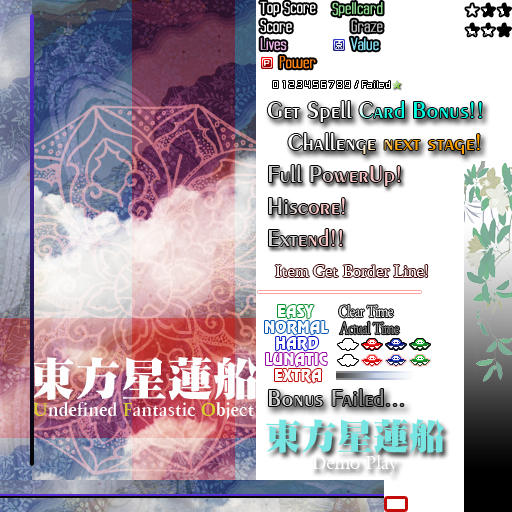 Top Score
Spellcard
Score
Graze
Lives
Value
P Power
0123456789/Failed
Get Spell Card Bonus!!
Challenge next stage!
Full PowerUp!
Hiscore!
Extend!!
Item Get Border Line!
EASY
Clear Time
NORMAL
Actual Time
HARD
LUNATIC
EXTRA
東方星蓮船
Undefined Fantastic Object
Bonus Failed...
東方星蓮船
Demo Play